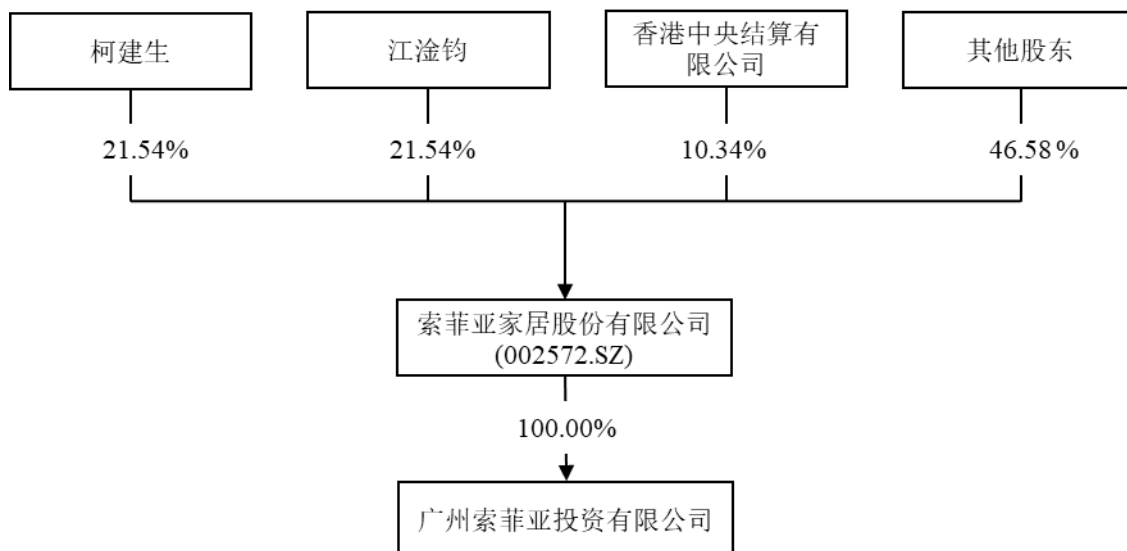 柯建生
江淦钧
香港中央结算有
限公司
其他股东
21.54%
21.54%
10.34%
46.58%
索菲亚家居股份有限公司
(002572.SZ)
100.00%
广州索菲亚投资有限公司